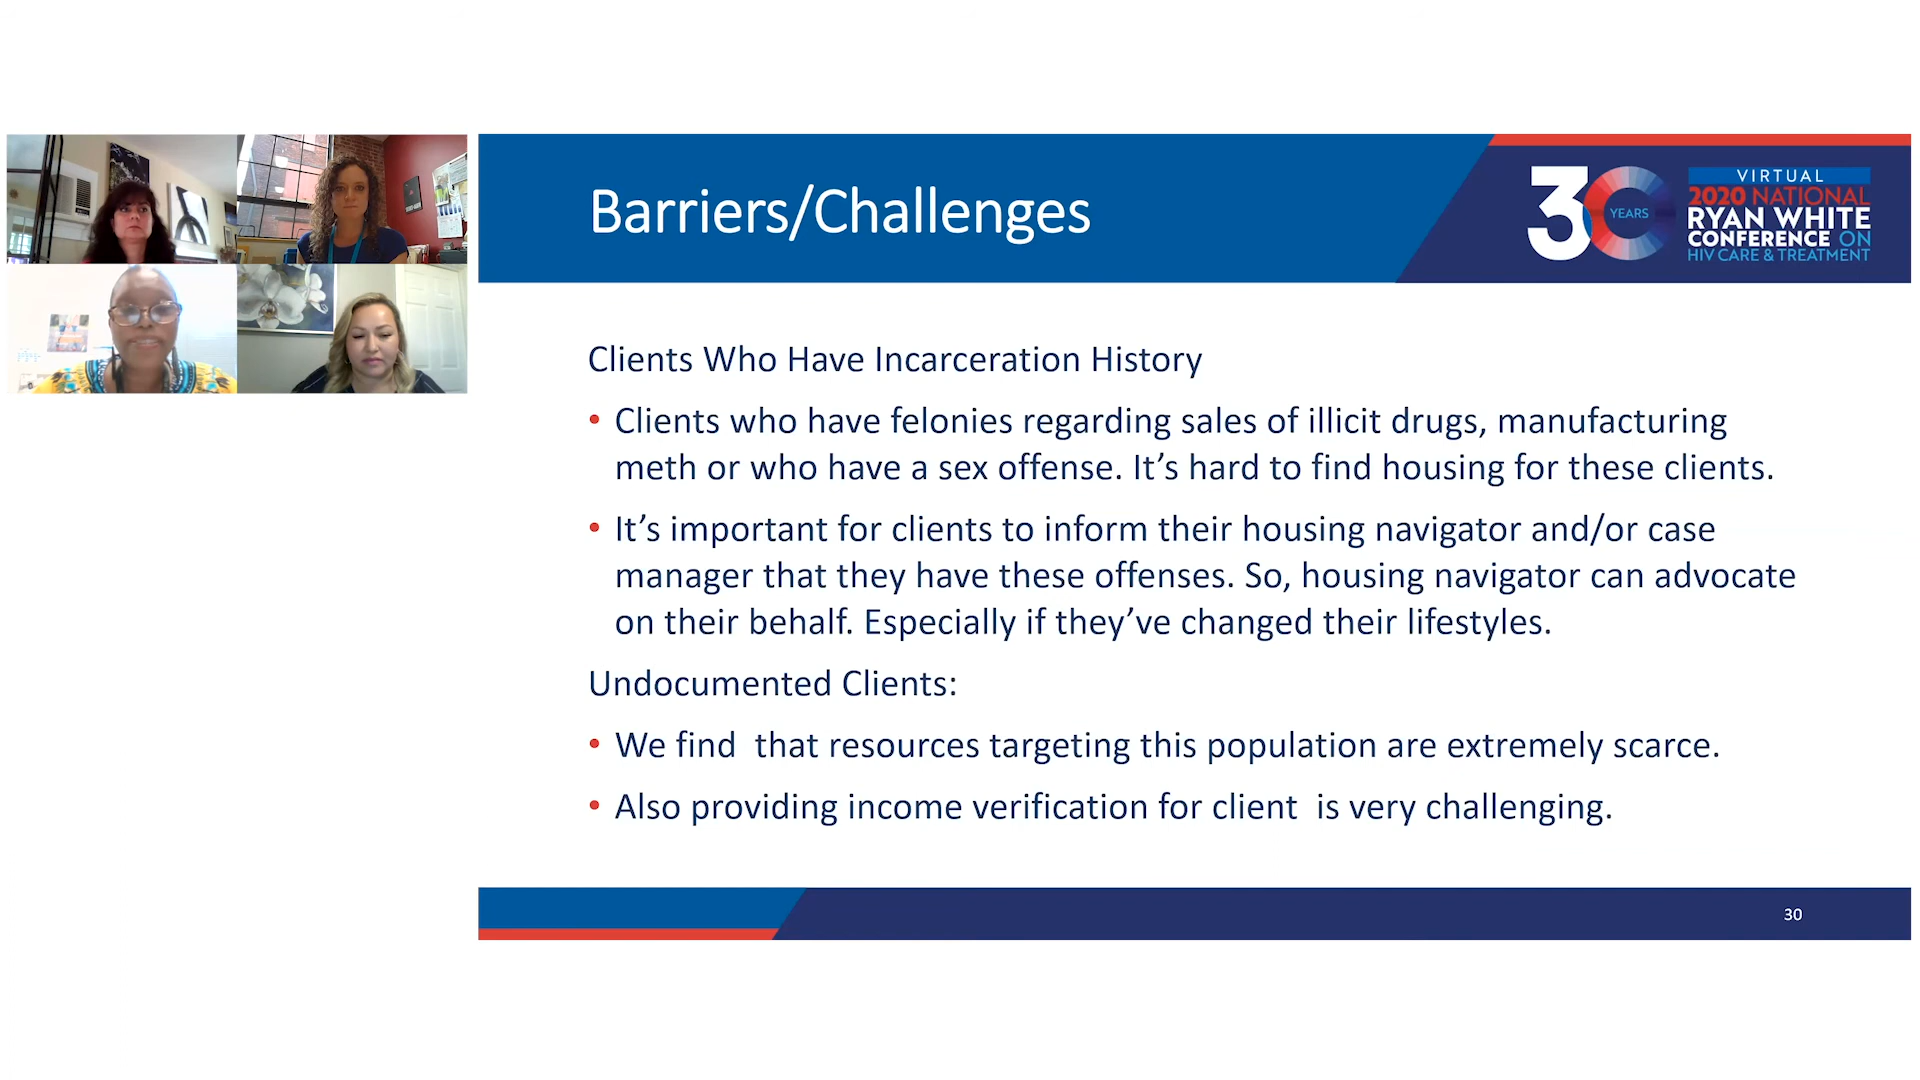 Barriers/Challenges
30 YEARS
VIRTUAL
2020 NATIONAL
RYAN WHITE
CONFERENCE ON
HIV CARE & TREATMENT
Clients Who Have Incarceration History
• Clients who have felonies regarding sales of illicit drugs, manufacturing
meth or who have a sex offense. It’s hard to find housing for these clients.
• It’s important for clients to inform their housing navigator and/or case
manager that they have these offenses. So, housing navigator can advocate
on their behalf. Especially if they’ve changed their lifestyles.
Undocumented Clients:
• We find  that resources targeting this population are extremely scarce.
• Also providing income verification for client  is very challenging.
30